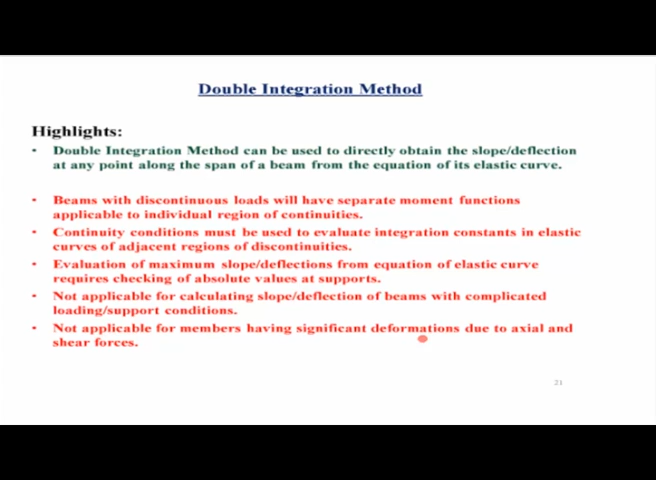 Double Integration Method
Highlights:
• Double Integration Method can be used to directly obtain the slope/deflection
at any point along the span of a beam from the equation of its elastic curve.
• Beams with discontinuous loads will have separate moment functions
applicable to individual region of continuities.
• Continuity conditions must be used to evaluate integration constants in elastic
curves of adjacent regions of discontinuities.
• Evaluation of maximum slope/deflections from equation of elastic curve
requires checking of absolute values at supports.
• Not applicable for calculating slope/deflection of beams with complicated
loading/support conditions.
• Not applicable for members having significant deformations due to axial and
shear forces.
21